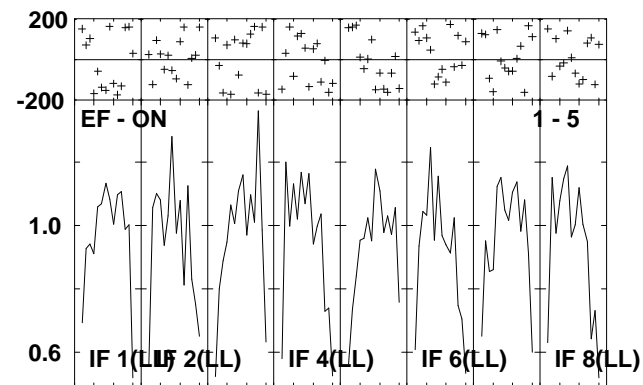 200
-200
EF - ON
1 - 5
1.0
0.6
IF 1(LL)
IF 2(LL)
IF 4(LL)
IF 6(LL)
IF 8(LL)